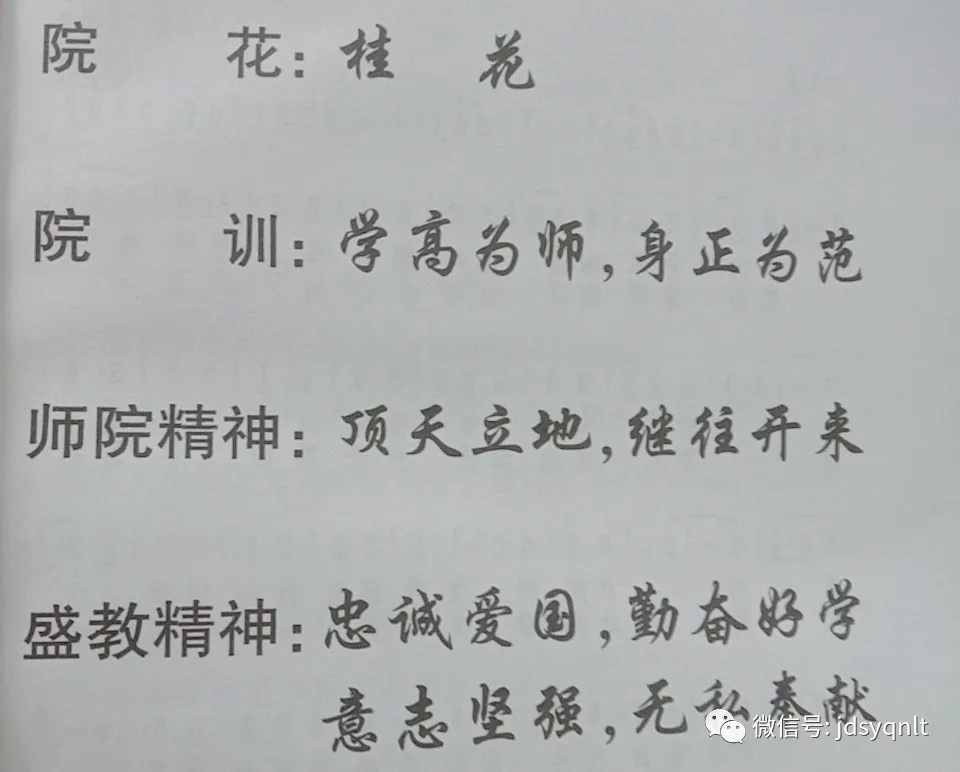 院 花：桂 花
院 训：学高为师，身正为范
师院精神：顶天立地，继往开来
盛教精神：忠诚爱国，勤奋好学
意志坚强，无私奉献
微信号: jdsyqnlt